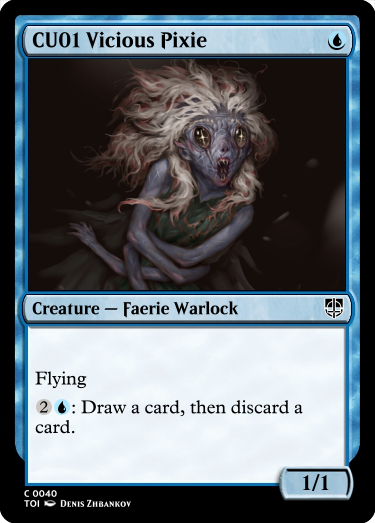 CU01 Vicious Pixie
Creature — Faerie Warlock
Flying
2: Draw a card, then discard a
card.
1/1
C 0040
TOI Denis Zhbankov